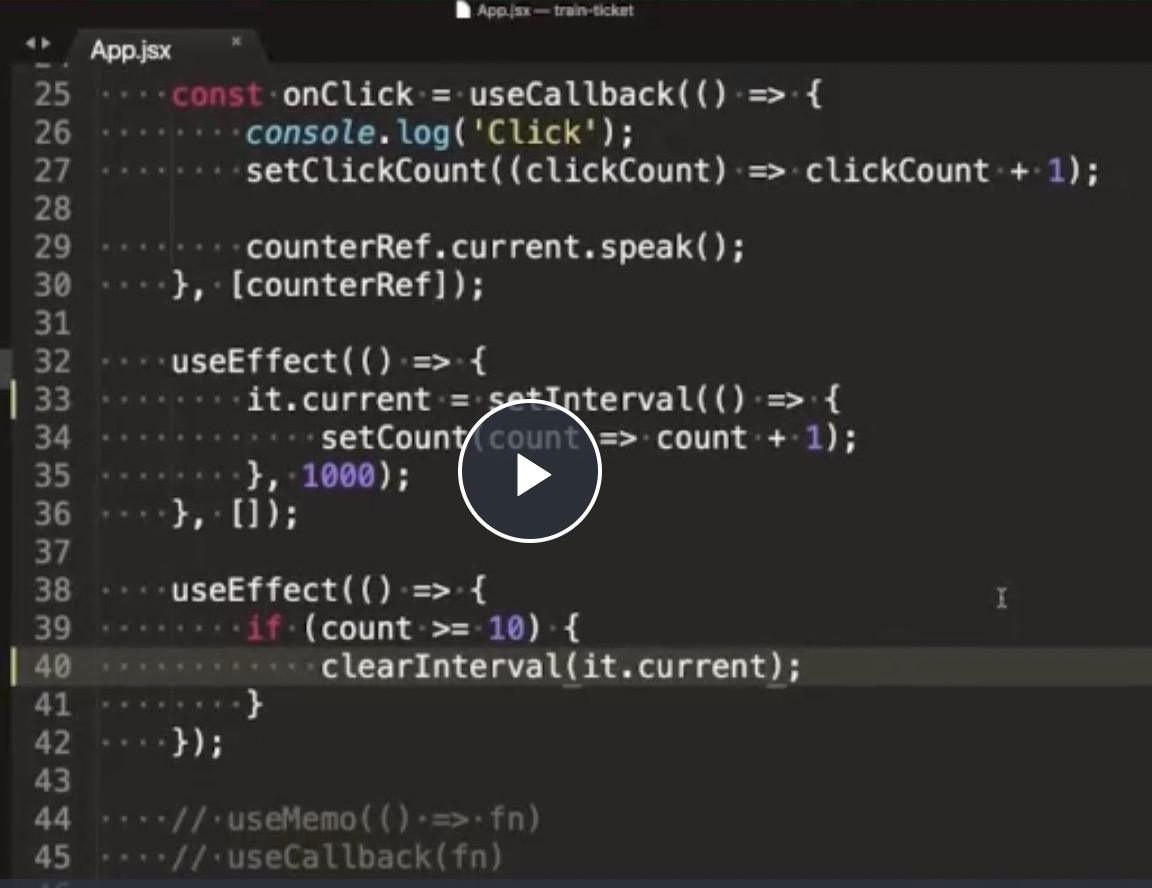 App.jsx — train-ticket
App.jsx ×
25 const onClick = useCallback(() => {
26 console.log('Click');
27 setClickCount((clickCount) => clickCount + 1);
28
29 counterRef.current.speak();
30 }, [counterRef]);
31
32 useEffect(() => {
33 it.current = setInterval(() => {
34 setCount(count => count + 1);
35 }, 1000);
36 }, []);
37
38 useEffect(() => {
39 if (count >= 10) {
40 clearInterval(it.current);
41 }
42 });
43
44 // useMemo(() => fn)
45 // useCallback(fn)